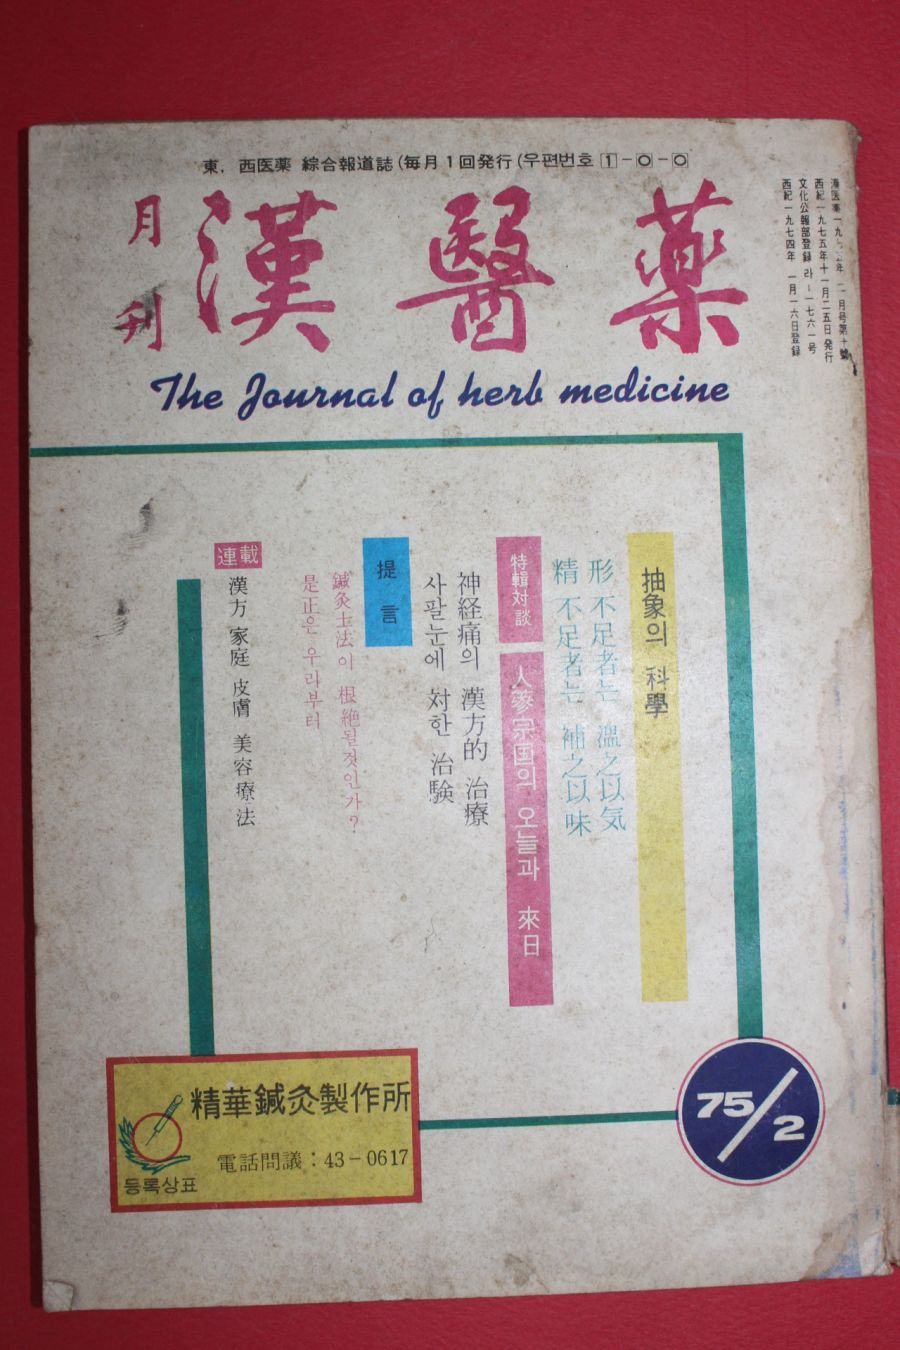 東, 西医薬 綜合報道誌 (毎月1回発行 (우편번호 1-0-0
月刊
漢醫薬
The Journal of herb medicine
西紀一九七五年十一月二五日発行
文化公報部登録 라-一七六一号
西紀一九七四年 一月一六日登録
抽象의 科學
形不足者는 溫之以気
精不足者는 補之以味
特輯対談
人蔘宗国의 오늘과 來日
神経痛의 漢方的 治療
사팔눈에 対한 治験
提言
鍼灸士法이 根絶될것인가?
是正은 우리부터
連載
漢方 家庭 皮膚 美容療法
精華鍼灸製作所
電話問議:43-0617
등록상표
75/2